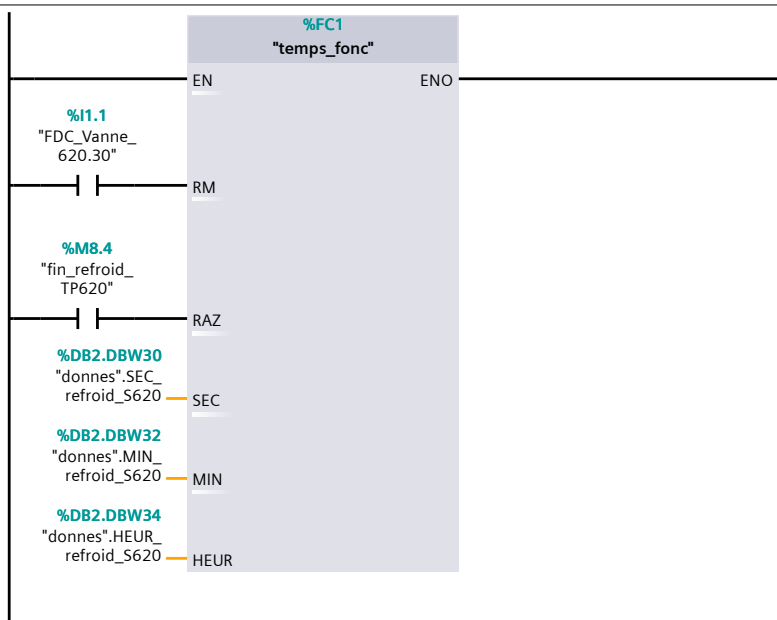 %FC1
"temps_fonc"
EN
ENO
%I1.1
"FDC_Vanne_
620.30"
RM
%M8.4
"fin_refroid_
TP620"
RAZ
%DB2.DBW30
"donnes".SEC_
refroid_S620
SEC
%DB2.DBW32
"donnes".MIN_
refroid_S620
MIN
%DB2.DBW34
"donnes".HEUR_
refroid_S620
HEUR